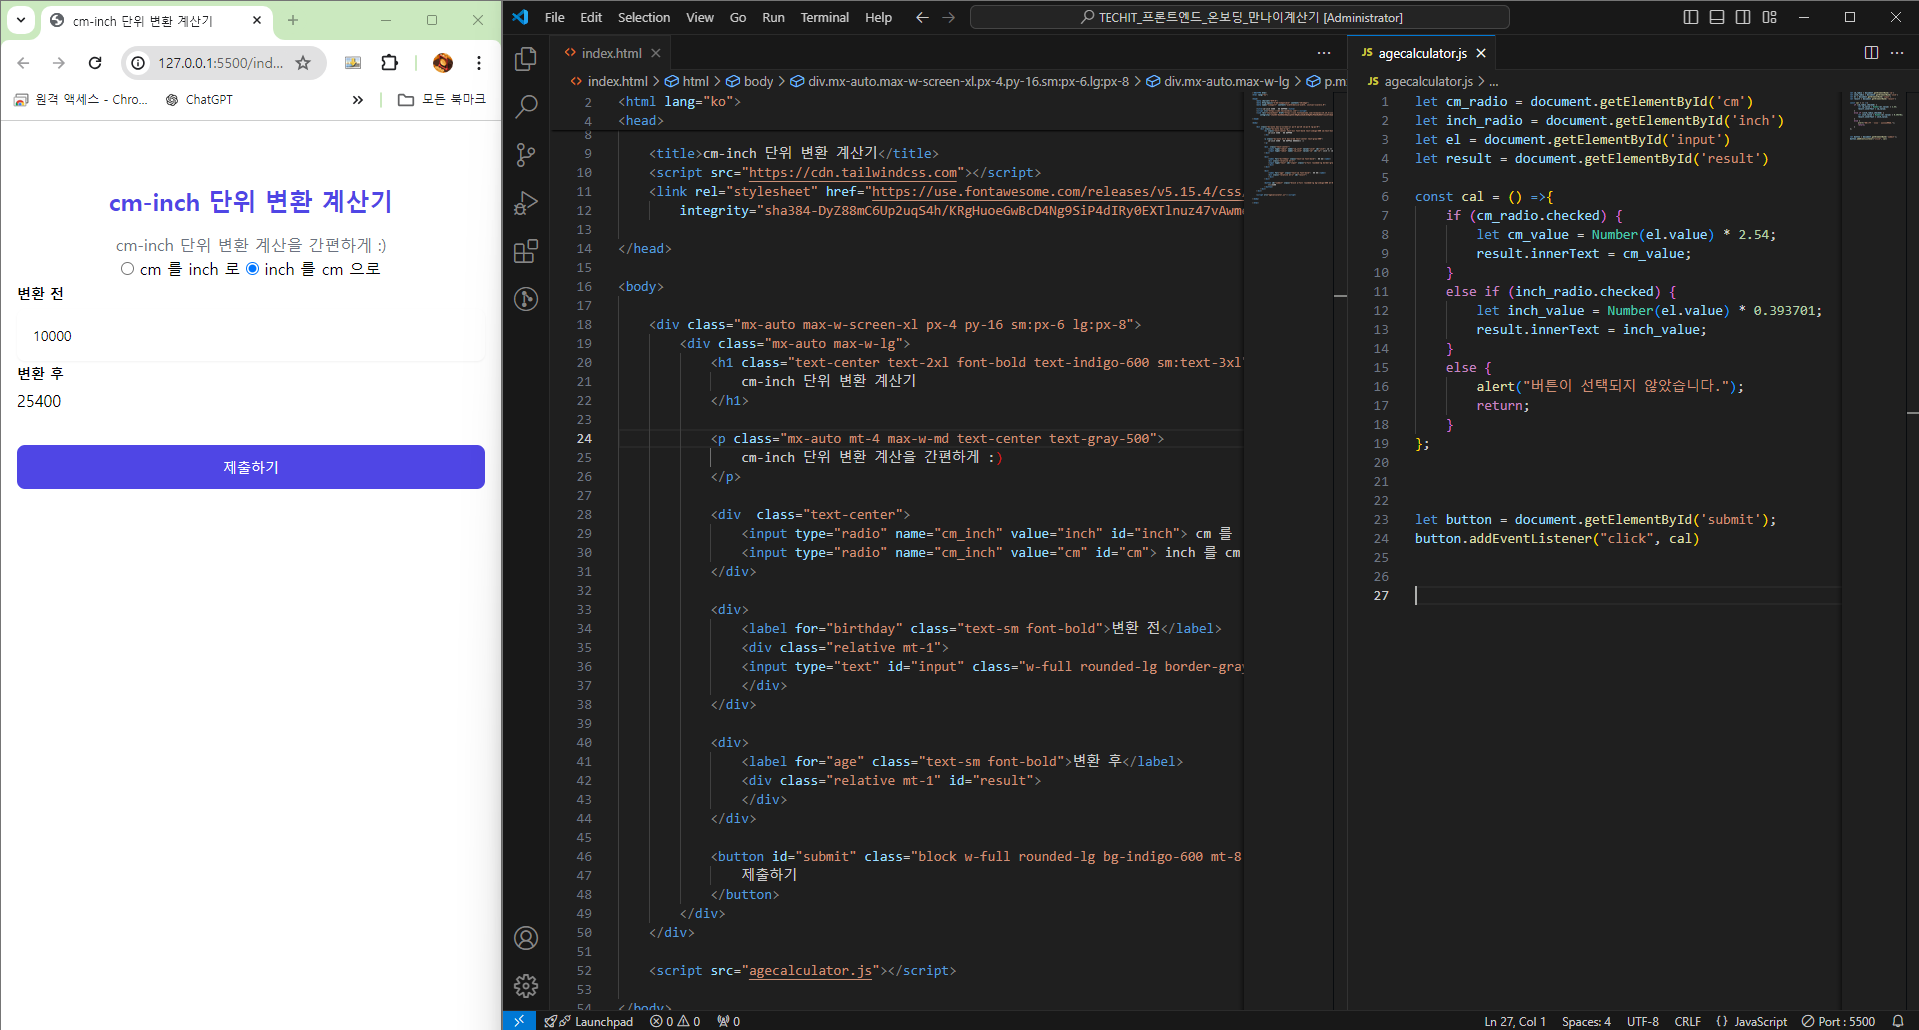 cm-inch 단위 변환 계산기
127.0.0.1:5500/ind...
원격 액세스 - Chro...
ChatGPT
모든 북마크
cm-inch 단위 변환 계산기
cm-inch 단위 변환 계산을 간편하게 :)
cm 를 inch 로 inch 를 cm 으로
변환 전
10000
변환 후
25400
제출하기
File Edit Selection View Go Run Terminal Help
TECHIT_프론트엔드_온보딩_만나이계산기 [Administrator]
index.html
index.html > html > body > div.mx-auto.max-w-screen-xl.px-4.py-16.sm:px-6.lg:px-8 > div.mx-auto.max-w-lg > p.m
2 <html lang="ko">
4 <head>
8
9 <title>cm-inch 단위 변환 계산기</title>
10 <script src="https://cdn.tailwindcss.com"></script>
11 <link rel="stylesheet" href="https://use.fontawesome.com/releases/v5.15.4/css/
12 integrity="sha384-DyZ88mC6Up2uqS4h/KRgHuoeGwBcD4Ng9SiP4dIRy0EXTlnuz47vAwm
13
14 </head>
15
16 <body>
17
18 <div class="mx-auto max-w-screen-xl px-4 py-16 sm:px-6 lg:px-8">
19 <div class="mx-auto max-w-lg">
20 <h1 class="text-center text-2xl font-bold text-indigo-600 sm:text-3xl"
21 cm-inch 단위 변환 계산기
22 </h1>
23
24 <p class="mx-auto mt-4 max-w-md text-center text-gray-500">
25 cm-inch 단위 변환 계산을 간편하게 :)
26 </p>
27
28 <div  class="text-center">
29 <input type="radio" name="cm_inch" value="inch" id="inch"> cm 를
30 <input type="radio" name="cm_inch" value="cm" id="cm"> inch 를 cm
31 </div>
32
33 <div>
34 <label for="birthday" class="text-sm font-bold">변환 전</label>
35 <div class="relative mt-1">
36 <input type="text" id="input" class="w-full rounded-lg border-gray
37 </div>
38 </div>
39
40 <div>
41 <label for="age" class="text-sm font-bold">변환 후</label>
42 <div class="relative mt-1" id="result">
43 </div>
44 </div>
45
46 <button id="submit" class="block w-full rounded-lg bg-indigo-600 mt-8
47 제출하기
48 </button>
49 </div>
50 </div>
51
52 <script src="agecalculator.js"></script>
53
54 </body>
JS agecalculator.js
JS agecalculator.js > ...
1 let cm_radio = document.getElementById('cm')
2 let inch_radio = document.getElementById('inch')
3 let el = document.getElementById('input')
4 let result = document.getElementById('result')
5
6 const cal = () =>{
7 if (cm_radio.checked) {
8 let cm_value = Number(el.value) * 2.54;
9 result.innerText = cm_value;
10 }
11 else if (inch_radio.checked) {
12 let inch_value = Number(el.value) * 0.393701;
13 result.innerText = inch_value;
14 }
15 else {
16 alert("버튼이 선택되지 않았습니다.");
17 return;
18 }
19 };
20
21
22
23 let button = document.getElementById('submit');
24 button.addEventListener("click", cal)
25
26
27
Launchpad 0 0 0
Ln 27, Col 1 Spaces: 4 UTF-8 CRLF {} JavaScript Port : 5500